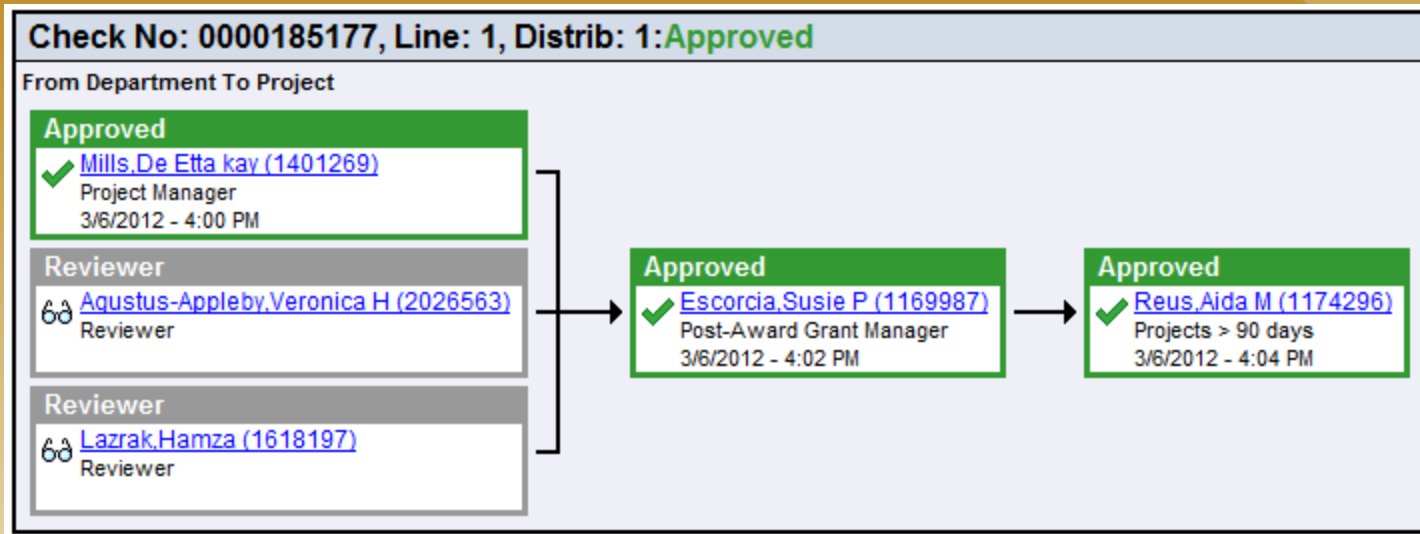 Check No: 0000185177, Line: 1, Distrib: 1:Approved
From Department To Project
Approved
Mills,De Etta kay (1401269)
Project Manager
3/6/2012 - 4:00 PM
Reviewer
Agustus-Appleby,Veronica H (2026563)
Reviewer
Reviewer
Lazrak,Hamza (1618197)
Reviewer
Approved
Escorcia,Susie P (1169987)
Post-Award Grant Manager
3/6/2012 - 4:02 PM
Approved
Reus,Aida M (1174296)
Projects > 90 days
3/6/2012 - 4:04 PM